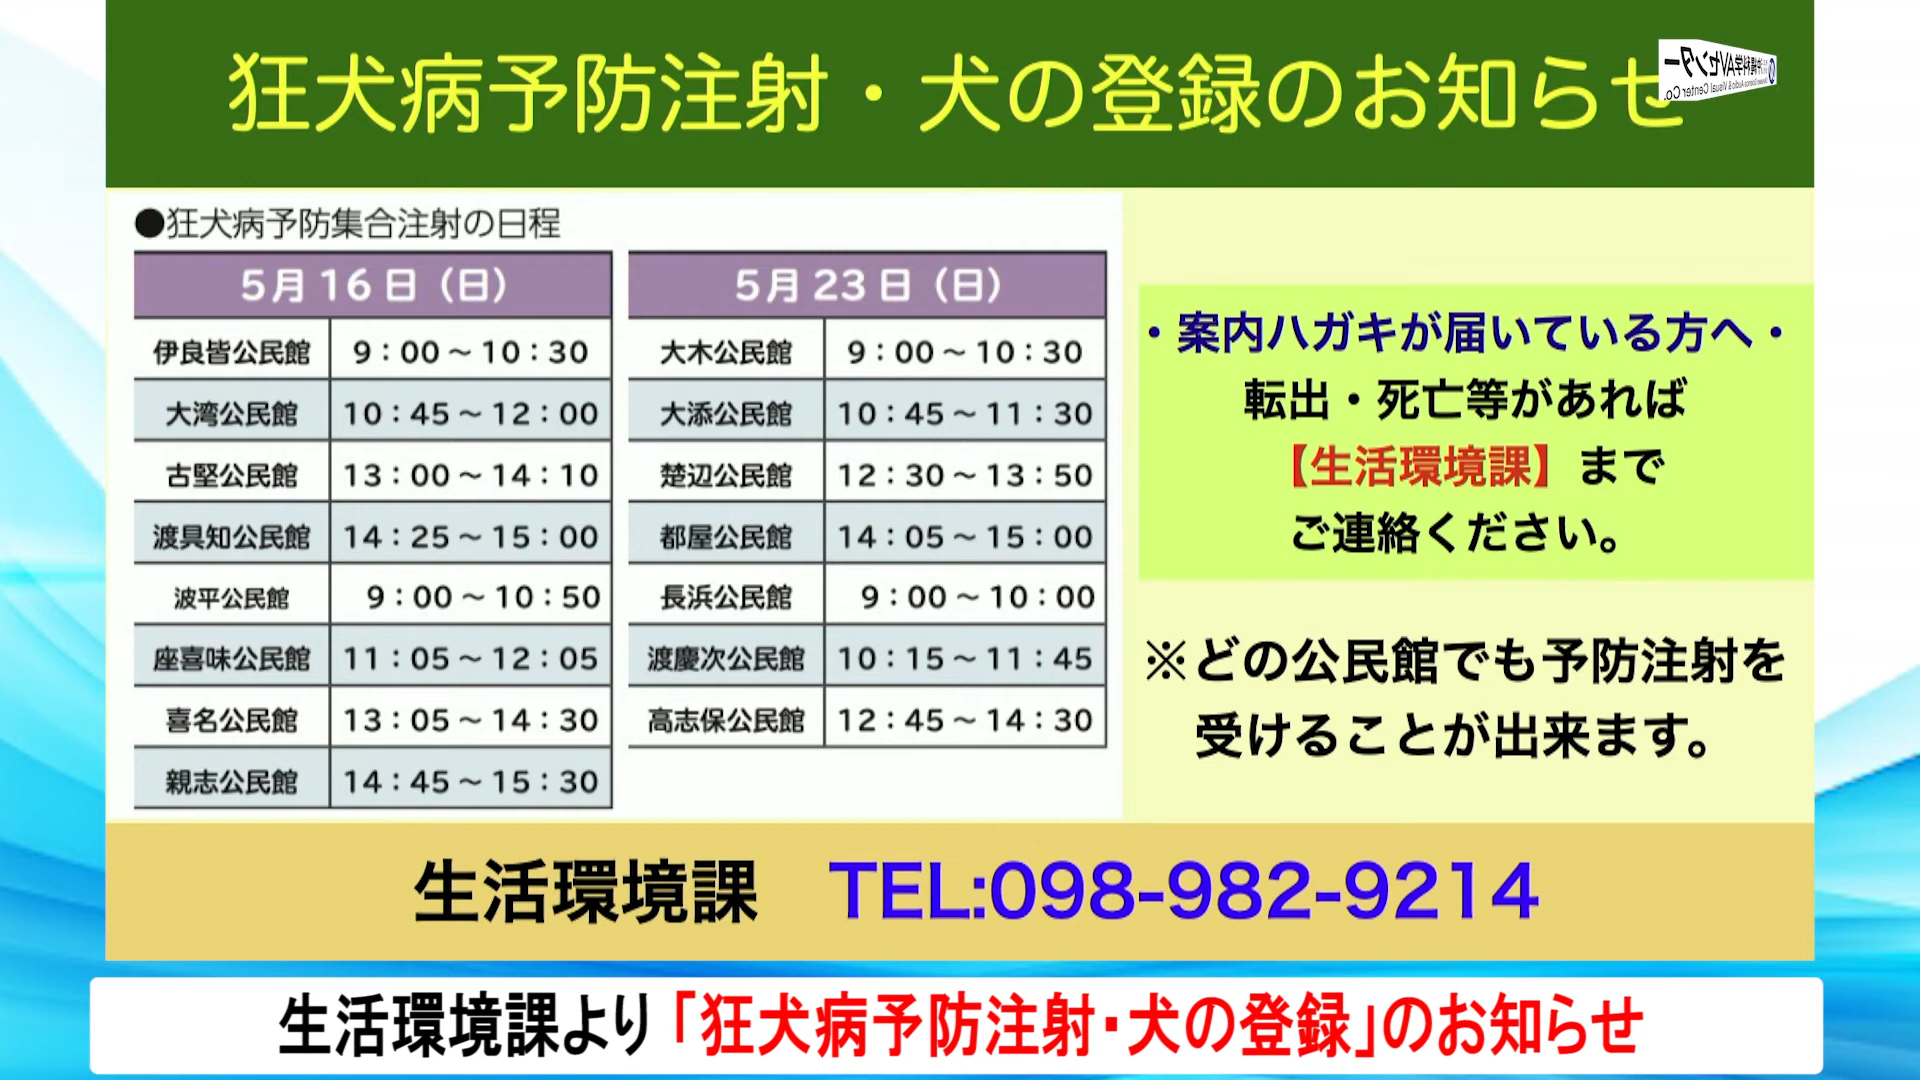 狂犬病予防注射・犬の登録のお知らせ
沖縄科学AVセンター
●狂犬病予防集合注射の日程
5月16日（日）
伊良皆公民館 9：00～10：30
大湾公民館 10：45～12：00
古堅公民館 13：00～14：10
渡具知公民館 14：25～15：00
波平公民館 9：00～10：50
座喜味公民館 11：05～12：05
喜名公民館 13：05～14：30
親志公民館 14：45～15：30
5月23日（日）
大木公民館 9：00～10：30
大添公民館 10：45～11：30
楚辺公民館 12：30～13：50
都屋公民館 14：05～15：00
長浜公民館 9：00～10：00
渡慶次公民館 10：15～11：45
高志保公民館 12：45～14：30
・案内ハガキが届いている方へ・
転出・死亡等があれば
【生活環境課】まで
ご連絡ください。
※どの公民館でも予防注射を
受けることが出来ます。
生活環境課 TEL:098-982-9214
生活環境課より「狂犬病予防注射・犬の登録」のお知らせ